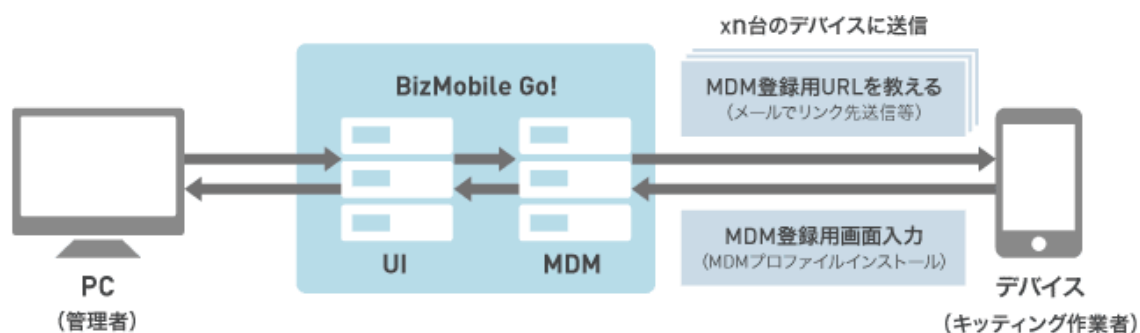 xn台のデバイスに送信
BizMobile Go!
MDM登録用URLを教える
（メールでリンク先送信等）
MDM登録用画面入力
（MDMプロファイルインストール）
UI
MDM
PC
（管理者）
デバイス
（キッティング作業者）